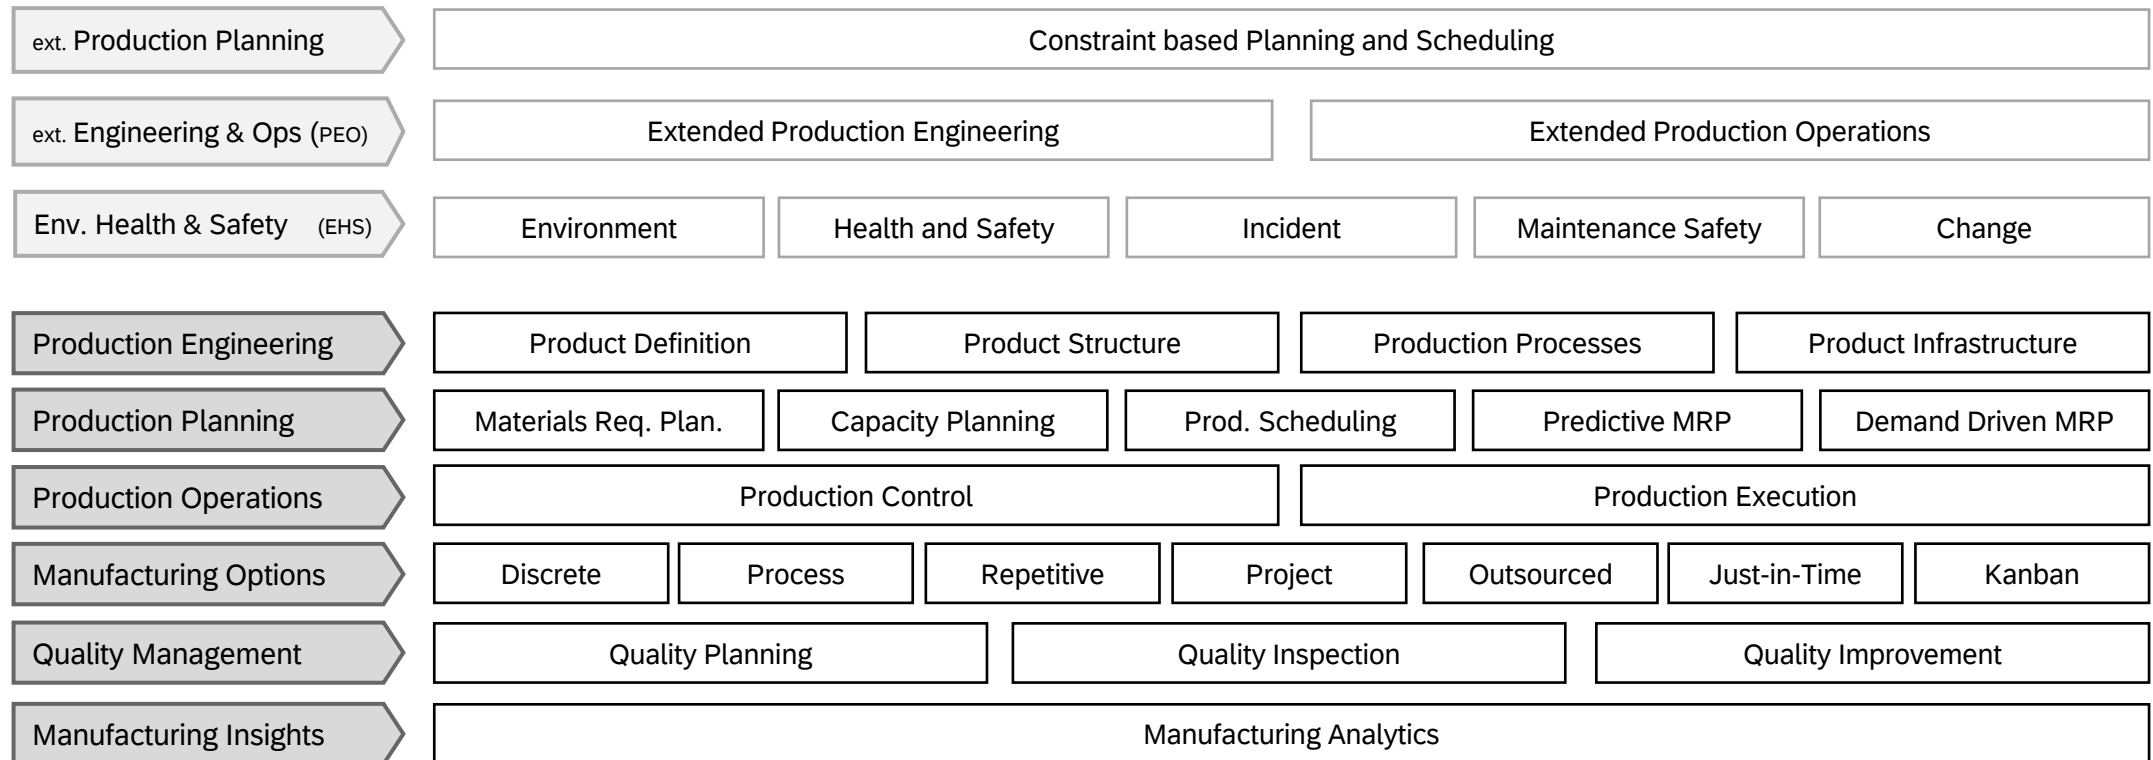 ext. Production Planning
Constraint based Planning and Scheduling
ext. Engineering & Ops (PEO)
Extended Production Engineering
Extended Production Operations
Env. Health & Safety (EHS)
Environment
Health and Safety
Incident
Maintenance Safety
Change
Production Engineering
Product Definition
Product Structure
Production Processes
Product Infrastructure
Production Planning
Materials Req. Plan.
Capacity Planning
Prod. Scheduling
Predictive MRP
Demand Driven MRP
Production Operations
Production Control
Production Execution
Manufacturing Options
Discrete
Process
Repetitive
Project
Outsourced
Just-in-Time
Kanban
Quality Management
Quality Planning
Quality Inspection
Quality Improvement
Manufacturing Insights
Manufacturing Analytics